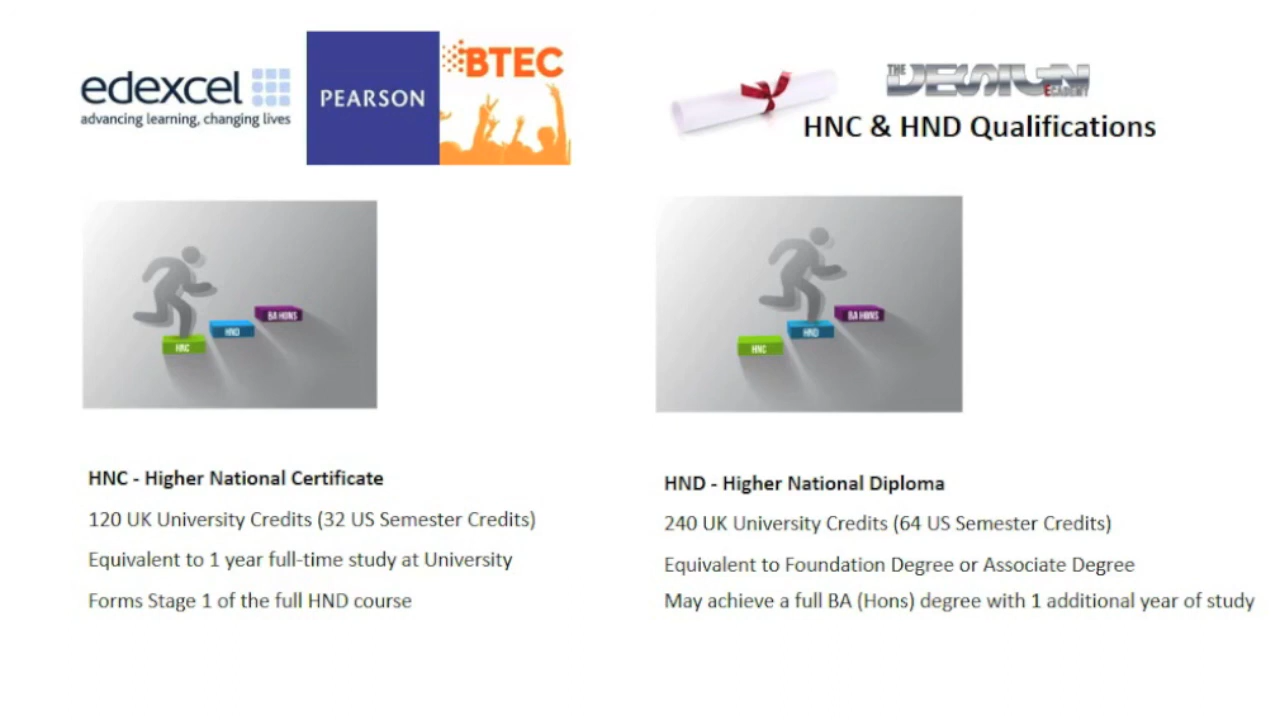 edexcel
advancing learning, changing lives
PEARSON
BTEC
THE
HNC & HND Qualifications
BA HONS
HND
HNC
BA HONS
HND
HNC
HNC - Higher National Certificate
120 UK University Credits (32 US Semester Credits)
Equivalent to 1 year full-time study at University
Forms Stage 1 of the full HND course
HND - Higher National Diploma
240 UK University Credits (64 US Semester Credits)
Equivalent to Foundation Degree or Associate Degree
May achieve a full BA (Hons) degree with 1 additional year of study